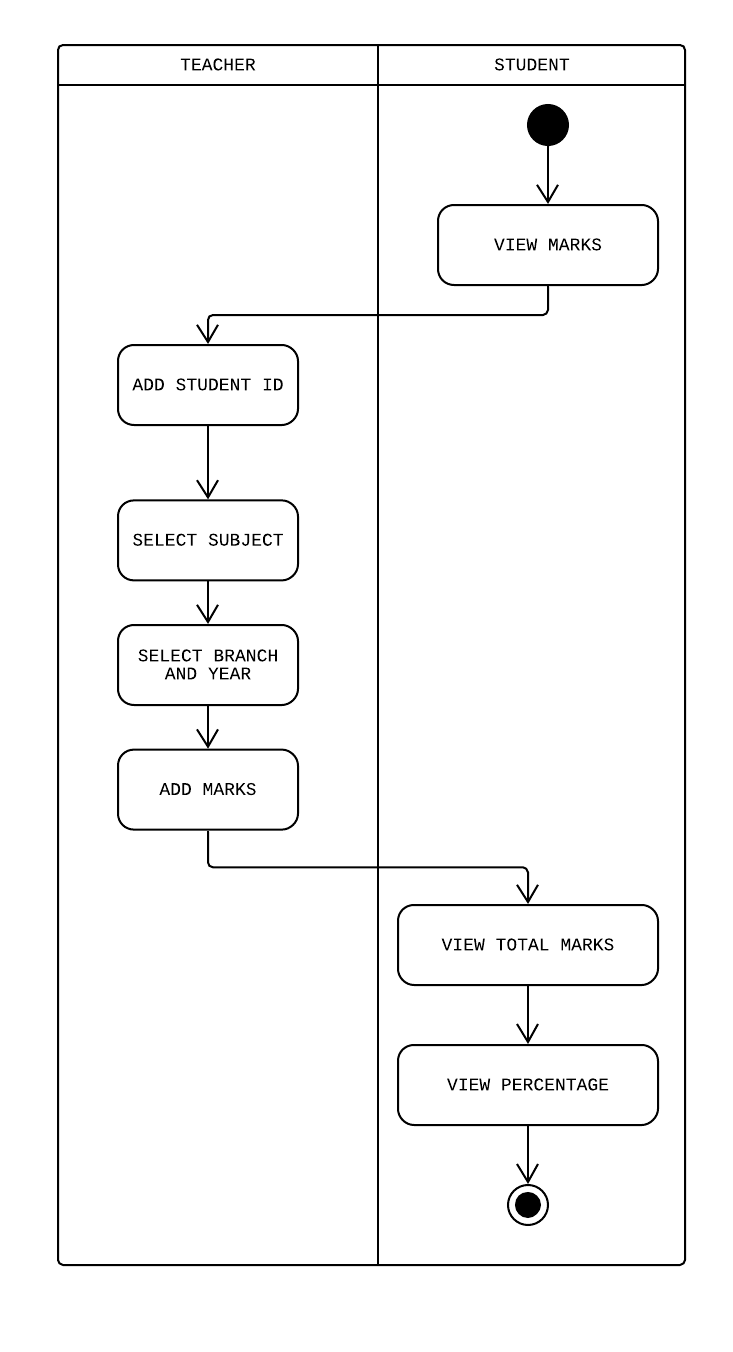 TEACHER
STUDENT
VIEW MARKS
ADD STUDENT ID
SELECT SUBJECT
SELECT BRANCH
AND YEAR
ADD MARKS
VIEW TOTAL MARKS
VIEW PERCENTAGE